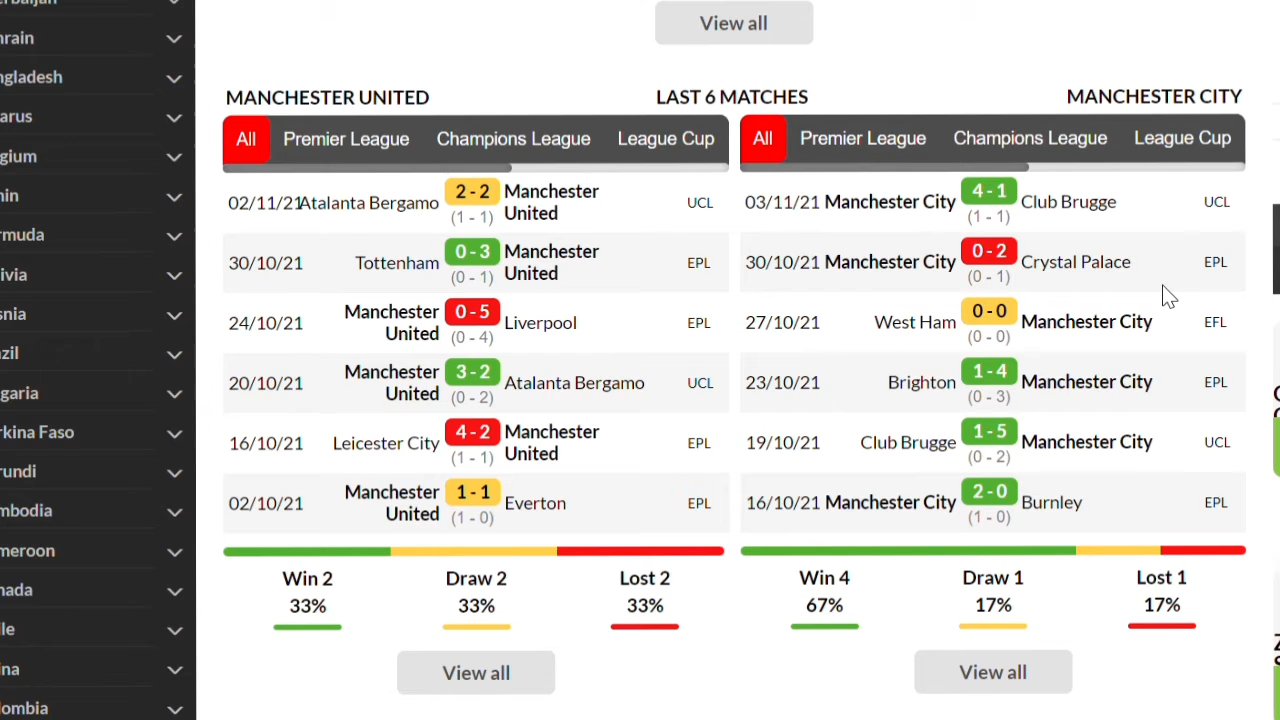 View all
MANCHESTER UNITED
LAST 6 MATCHES
MANCHESTER CITY
All Premier League Champions League League Cup
02/11/21 Atalanta Bergamo 2 - 2 (1 - 1) Manchester United UCL
30/10/21 Tottenham 0 - 3 (0 - 1) Manchester United EPL
24/10/21 Manchester United 0 - 5 (0 - 4) Liverpool EPL
20/10/21 Manchester United 3 - 2 (0 - 2) Atalanta Bergamo UCL
16/10/21 Leicester City 4 - 2 (1 - 1) Manchester United EPL
02/10/21 Manchester United 1 - 1 (1 - 0) Everton EPL
Win 2 Draw 2 Lost 2
33% 33% 33%
View all
All Premier League Champions League League Cup
03/11/21 Manchester City 4 - 1 (1 - 1) Club Brugge UCL
30/10/21 Manchester City 0 - 2 (0 - 1) Crystal Palace EPL
27/10/21 West Ham 0 - 0 (0 - 0) Manchester City EFL
23/10/21 Brighton 1 - 4 (0 - 3) Manchester City EPL
19/10/21 Club Brugge 1 - 5 (0 - 2) Manchester City UCL
16/10/21 Manchester City 2 - 0 (1 - 0) Burnley EPL
Win 4 Draw 1 Lost 1
67% 17% 17%
View all